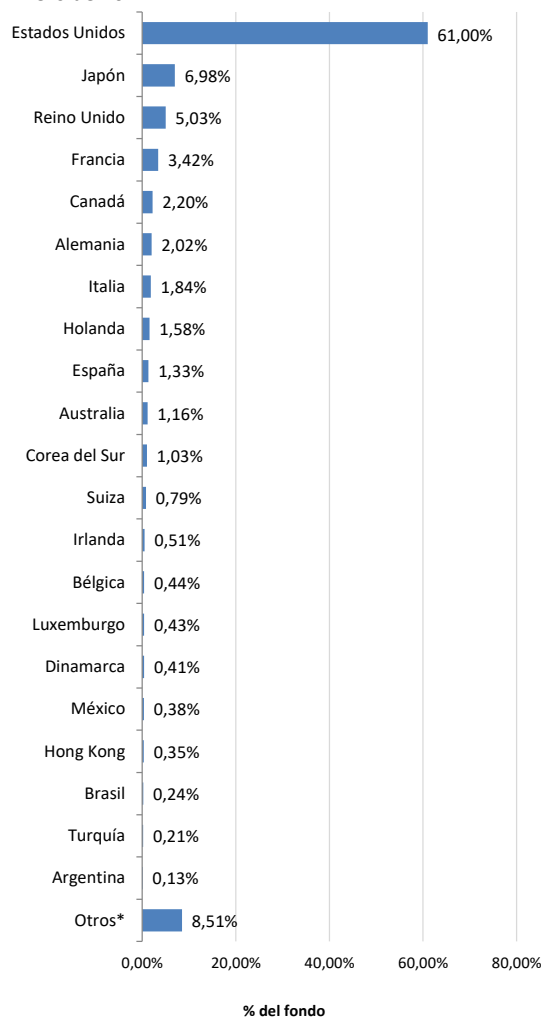 Estados Unidos 61,00%
Japón 6,98%
Reino Unido 5,03%
Francia 3,42%
Canadá 2,20%
Alemania 2,02%
Italia 1,84%
Holanda 1,58%
España 1,33%
Australia 1,16%
Corea del Sur 1,03%
Suiza 0,79%
Irlanda 0,51%
Bélgica 0,44%
Luxemburgo 0,43%
Dinamarca 0,41%
México 0,38%
Hong Kong 0,35%
Brasil 0,24%
Turquía 0,21%
Argentina 0,13%
Otros* 8,51%
0,00% 20,00% 40,00% 60,00% 80,00%
% del fondo